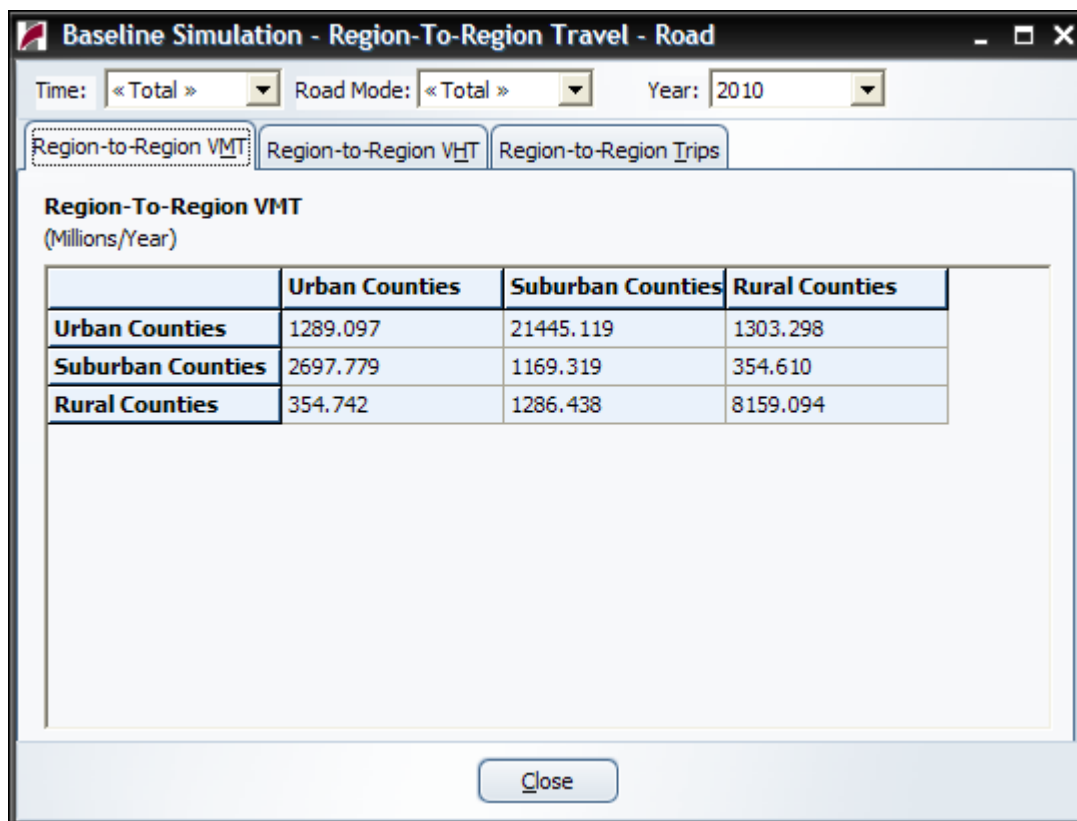 Baseline Simulation - Region-To-Region Travel - Road
Time: « Total » Road Mode: « Total » Year: 2010
Region-to-Region VMT Region-to-Region VHT Region-to-Region Trips
Region-To-Region VMT
(Millions/Year)
Urban Counties Suburban Counties Rural Counties
Urban Counties 1289.097 21445.119 1303.298
Suburban Counties 2697.779 1169.319 354.610
Rural Counties 354.742 1286.438 8159.094
Close